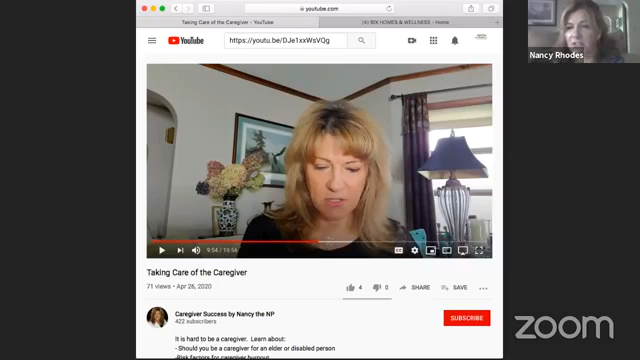 youtube.com
Taking Care of the Caregiver - YouTube
(4) BIX HOMES & WELLNESS - Home
YouTube
https://youtu.be/DJe1xxWsVQg
Nancy Rhodes
9:54 / 19:56
CC
Taking Care of the Caregiver
71 views • Apr 26, 2020
4
0
SHARE
SAVE
Caregiver Success by Nancy the NP
422 subscribers
SUBSCRIBE
It is hard to be a caregiver. Learn about:
- Should you be a caregiver for an elder or disabled person
-Risk factors for caregiver burnout
zoom